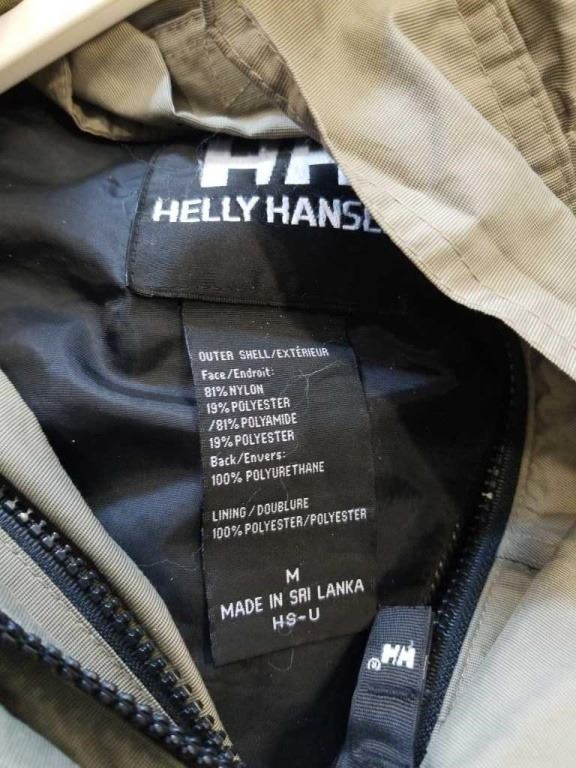 HH
HELLY HANSE
OUTER SHELL/EXTÉRIEUR
Face/Endroit:
81% NYLON
19% POLYESTER
/81% POLYAMIDE
19% POLYESTER
Back/Envers:
100% POLYURETHANE
LINING/DOUBLURE
100% POLYESTER/POLYESTER
M
MADE IN SRI LANKA
HS-U
HH®